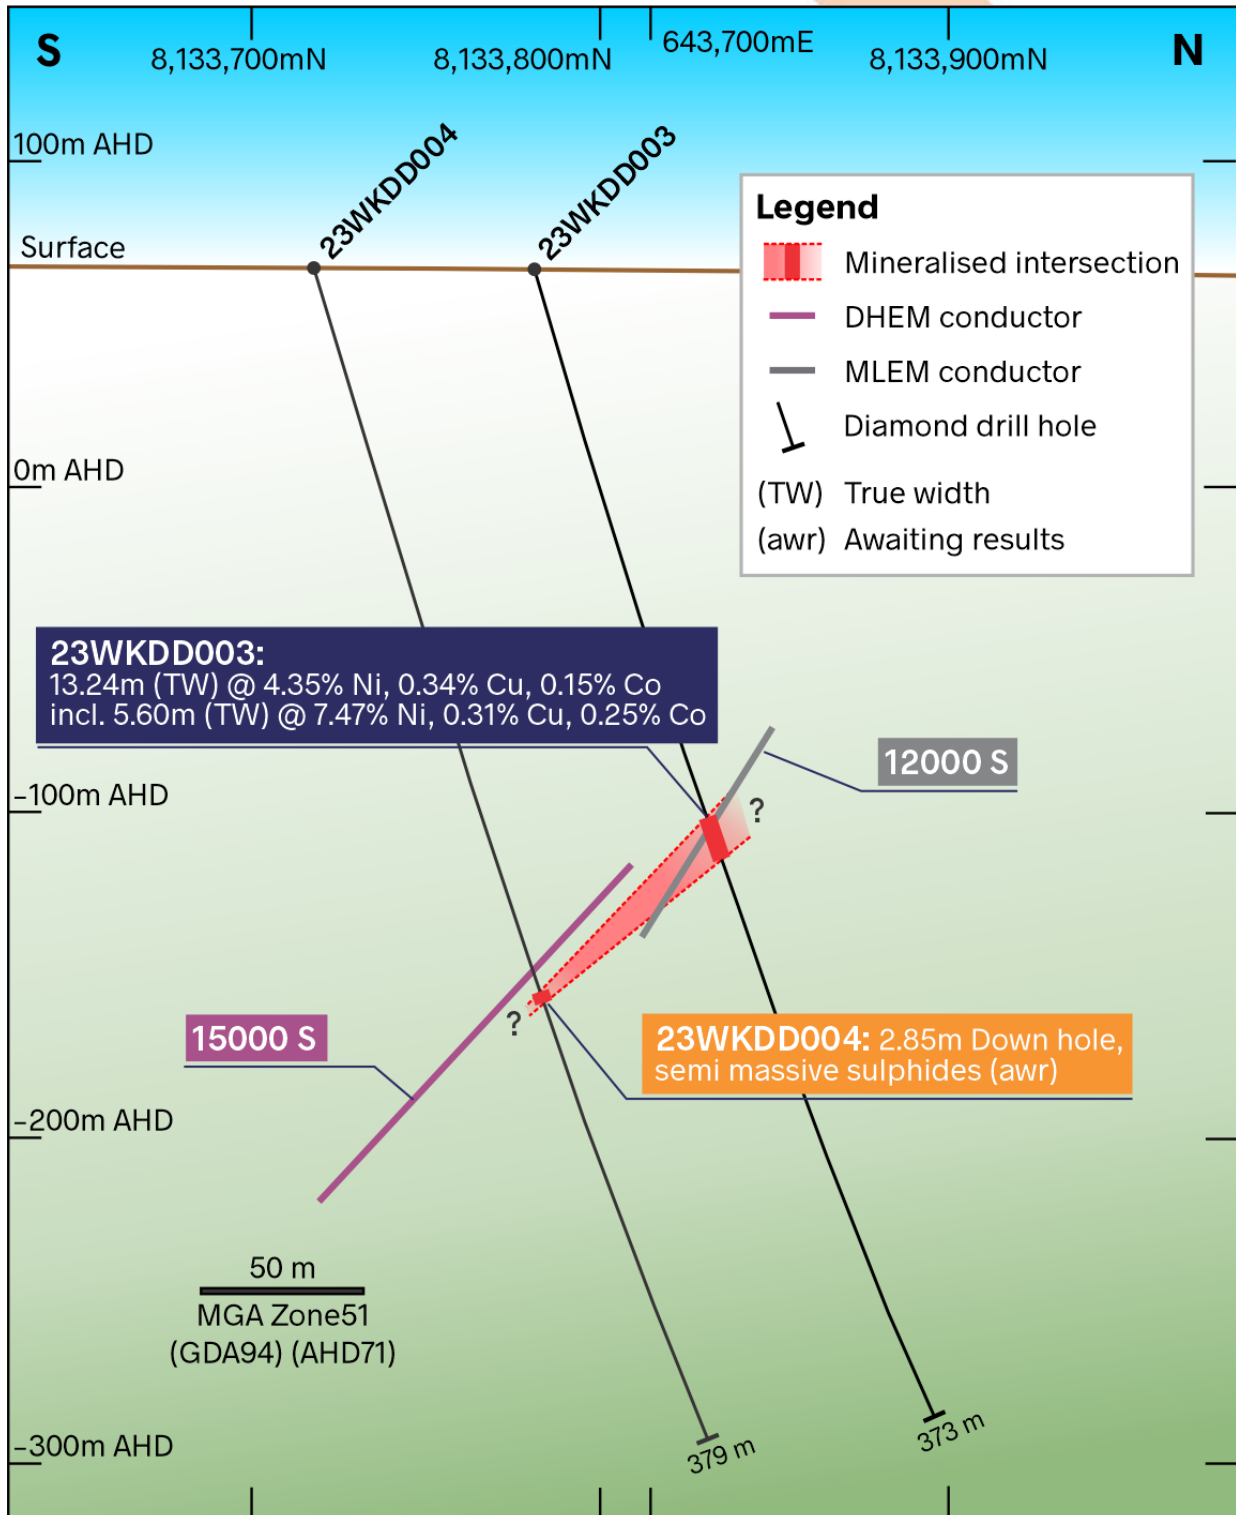 S
8,133,700mN
8,133,800mN
643,700mE
8,133,900mN
N
100m AHD
23WKDD004
23WKDD003
Surface
Legend
Mineralised intersection
DHEM conductor
MLEM conductor
Diamond drill hole
(TW) True width
(awr) Awaiting results
0m AHD
23WKDD003:
13.24m (TW) @ 4.35% Ni, 0.34% Cu, 0.15% Co
incl. 5.60m (TW) @ 7.47% Ni, 0.31% Cu, 0.25% Co
12000 S
-100m AHD
?
?
15000 S
23WKDD004: 2.85m Down hole,
semi massive sulphides (awr)
-200m AHD
50 m
MGA Zone51
(GDA94) (AHD71)
-300m AHD
379 m
373 m